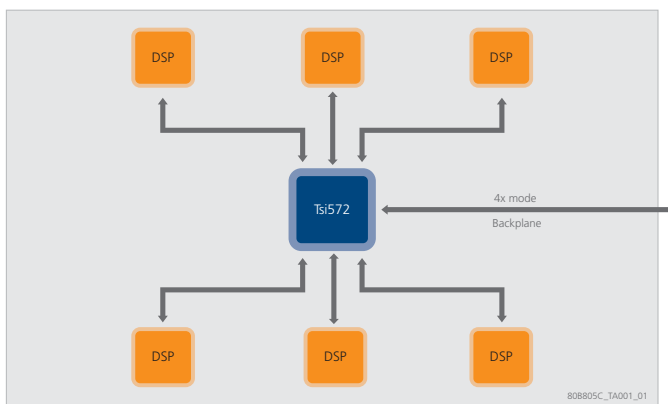 DSP
DSP
DSP
Tsi572
4x mode
Backplane
DSP
DSP
DSP
80B805C_TA001_01